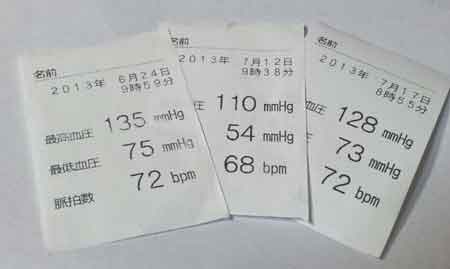 名前
2013年 6月24日
9時59分
最高血圧 135 mmHg
最低血圧 75 mmHg
脈拍数 72 bpm
名前
2013年 7月12日
9時38分
圧 110 mmHg
54 mmHg
68 bpm
名前
2013年 7月17日
8時55分
血圧 128 mmHg
73 mmHg
72 bpm